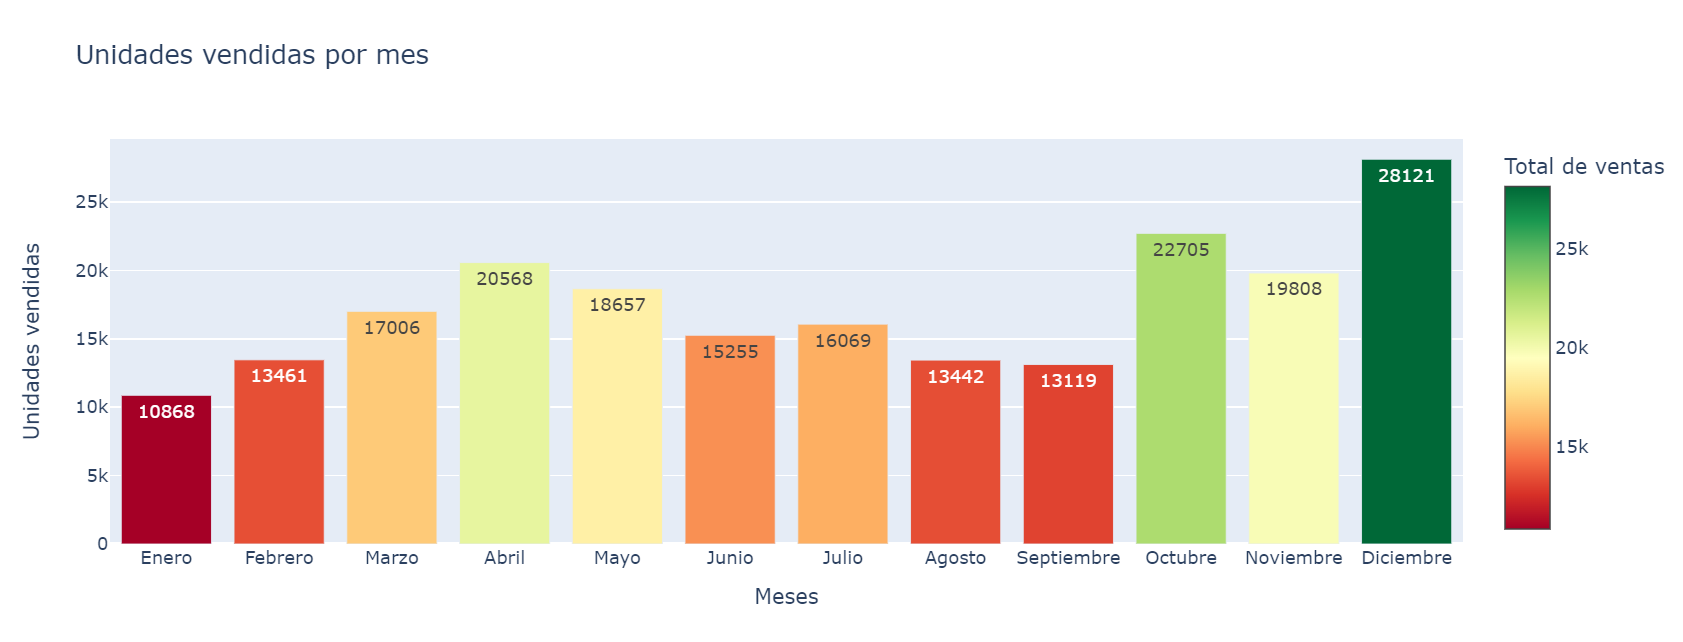 Unidades vendidas por mes
Total de ventas
Unidades vendidas
25k
20k
15k
10k
5k
0
10868
13461
17006
20568
18657
15255
16069
13442
13119
22705
19808
28121
Enero
Febrero
Marzo
Abril
Mayo
Junio
Julio
Agosto
Septiembre
Octubre
Noviembre
Diciembre
Meses
25k
20k
15k